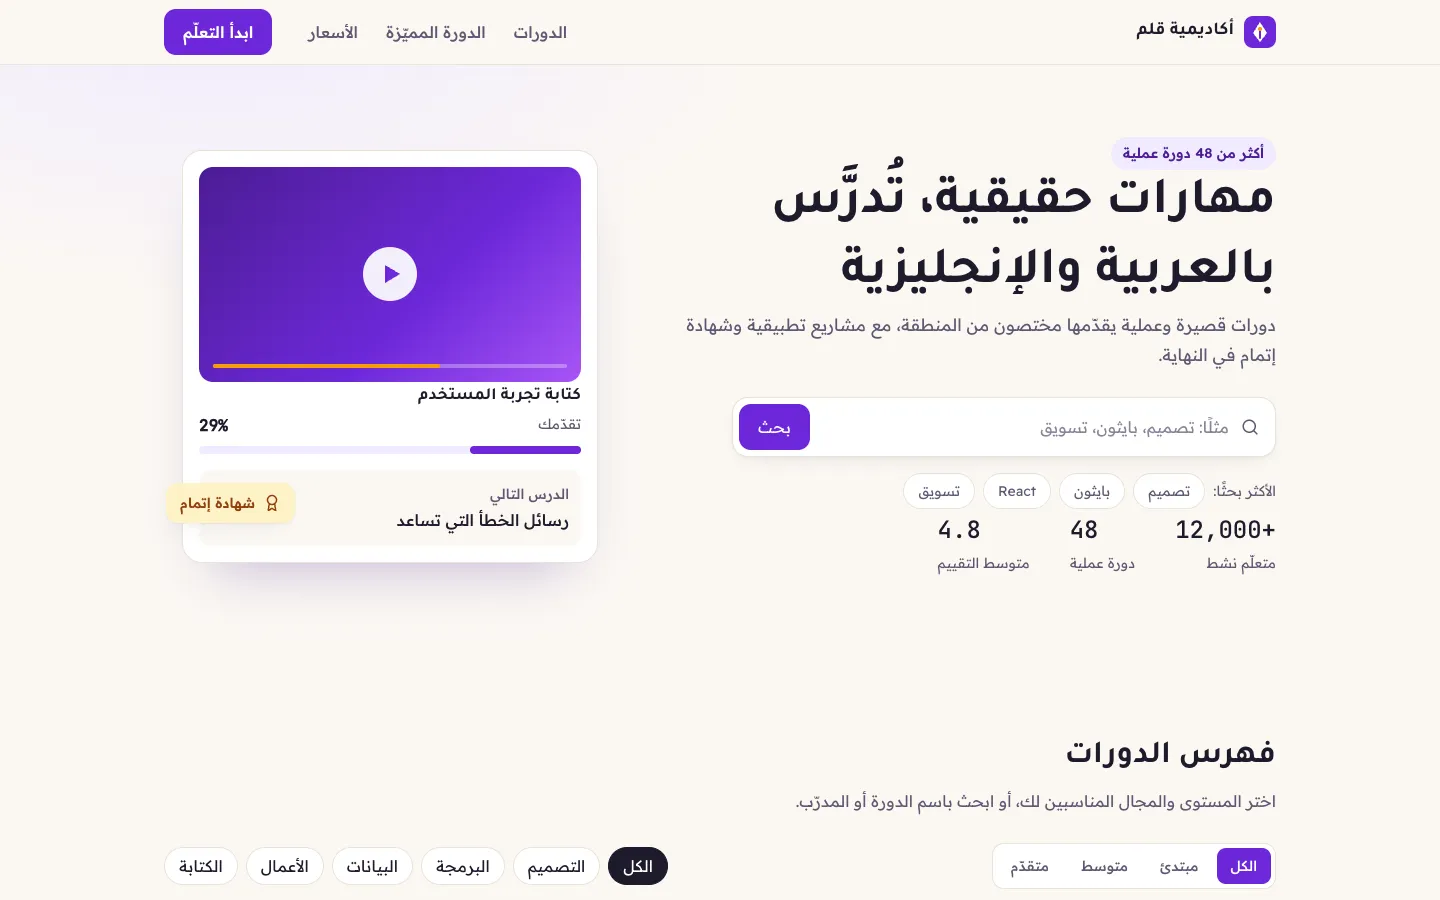 أكاديمية قلم
الدورات
الدورة المميّزة
الأسعار
ابدأ التعلّم
أكثر من 48 دورة عملية
مهارات حقيقية، تُدرَّس
بالعربية والإنجليزية
دورات قصيرة وعملية يقدّمها مختصون من المنطقة، مع مشاريع تطبيقية وشهادة
إتمام في النهاية.
مثلًا: تصميم، بايثون، تسويق
بحث
الأكثر بحثًا:
تصميم
بايثون
React
تسويق
12,000+
متعلّم نشط
48
دورة عملية
4.8
متوسط التقييم
كتابة تجربة المستخدم
تقدّمك
29%
الدرس التالي
رسائل الخطأ التي تساعد
شهادة إتمام
فهرس الدورات
اختر المستوى والمجال المناسبين لك، أو ابحث باسم الدورة أو المدرّب.
الكل
مبتدئ
متوسط
متقدّم
الكل
التصميم
البرمجة
البيانات
الأعمال
الكتابة